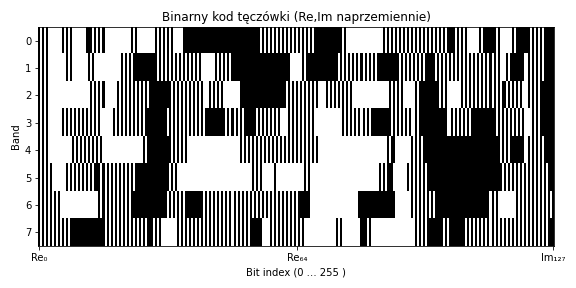 Binarny kod tęczówki (Re,Im naprzemiennie)
Band
0
1
2
3
4
5
6
7
Re₀
Re₆₄
Im₁₂₇
Bit index (0 … 255 )